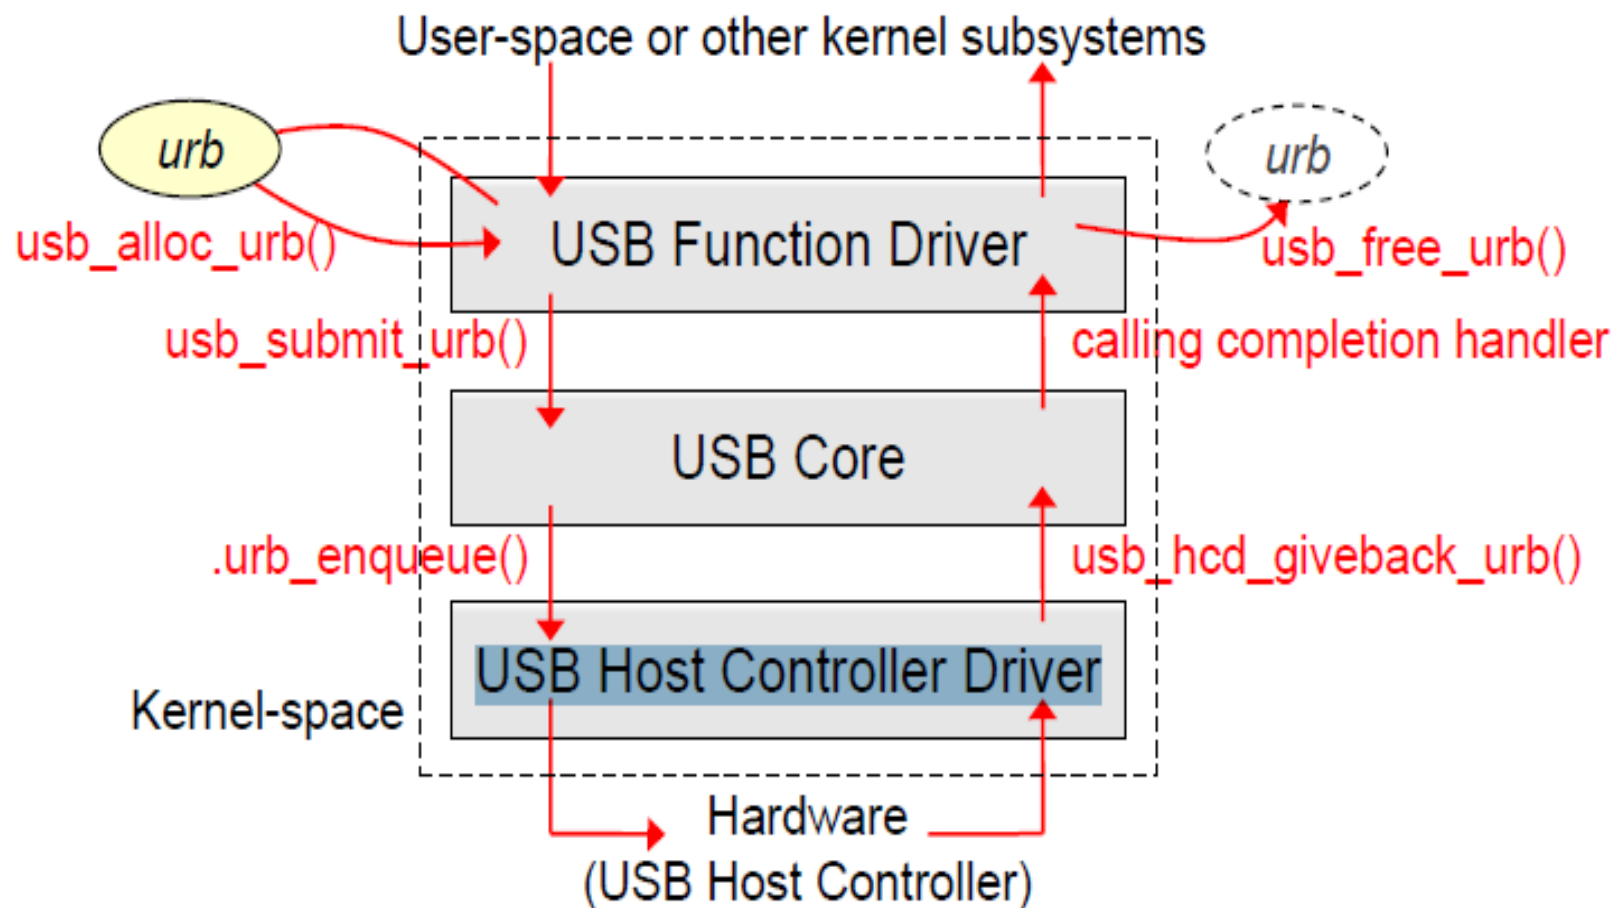 User-space or other kernel subsystems
urb
urb
usb_alloc_urb()
USB Function Driver
usb_free_urb()
usb_submit_urb()
calling completion handler
USB Core
.urb_enqueue()
usb_hcd_giveback_urb()
USB Host Controller Driver
Kernel-space
Hardware
(USB Host Controller)